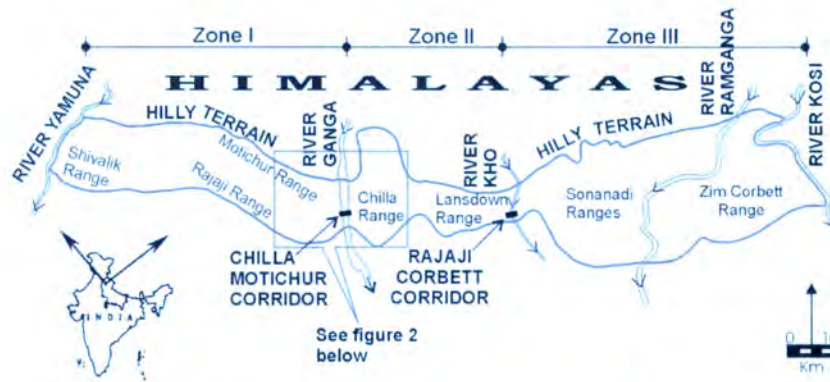 Zone I
Zone II
Zone III
HIMALAYAS
RIVER YAMUNA
HILLY TERRAIN
Motichur Range
RIVER
GANGA
RIVER
KHO
HILLY TERRAIN
RIVER
RAMGANGA
RIVER KOSI
Shivalik
Range
Rajaji Range
Chilla
Range
Lansdown
Range
Sonanadi
Ranges
Zim Corbett
Range
CHILLA
MOTICHUR
CORRIDOR
RAJAJI
CORBETT
CORRIDOR
See figure 2
below
INDIA
0
Km